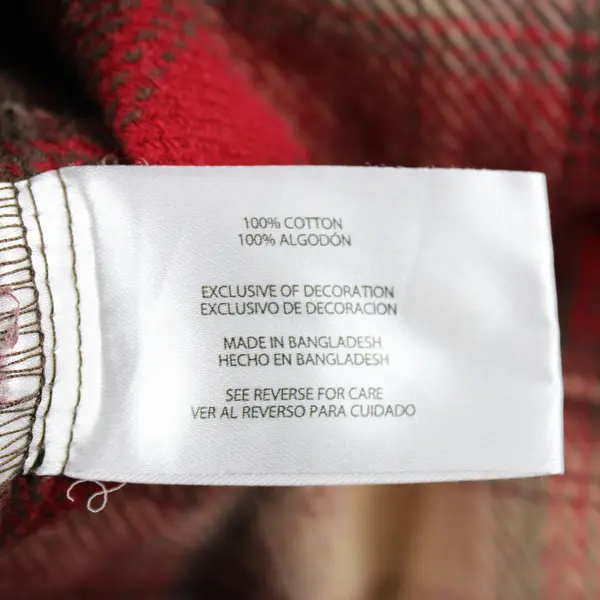 100% COTTON
100% ALGODÓN
EXCLUSIVE OF DECORATION
EXCLUSIVO DE DECORACION
MADE IN BANGLADESH
HECHO EN BANGLADESH
SEE REVERSE FOR CARE
VER AL REVERSO PARA CUIDADO